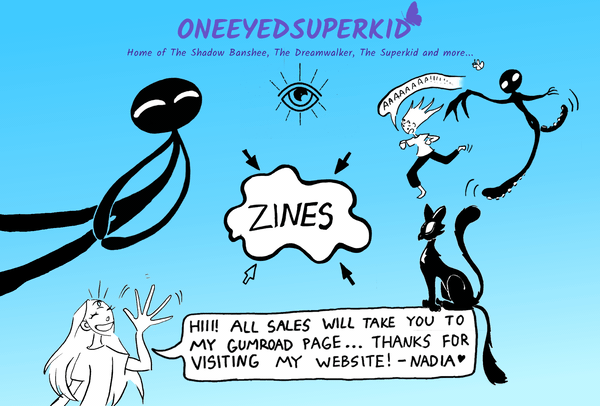 ONEEYEDSUPERKID
Home of The Shadow Banshee, The Dreamwalker, The Superkid and more...
AAAAAAAA!!!!...
ZINES
HIII! ALL SALES WILL TAKE YOU TO
MY GUMROAD PAGE... THANKS FOR
VISITING MY WEBSITE! - NADIA♥